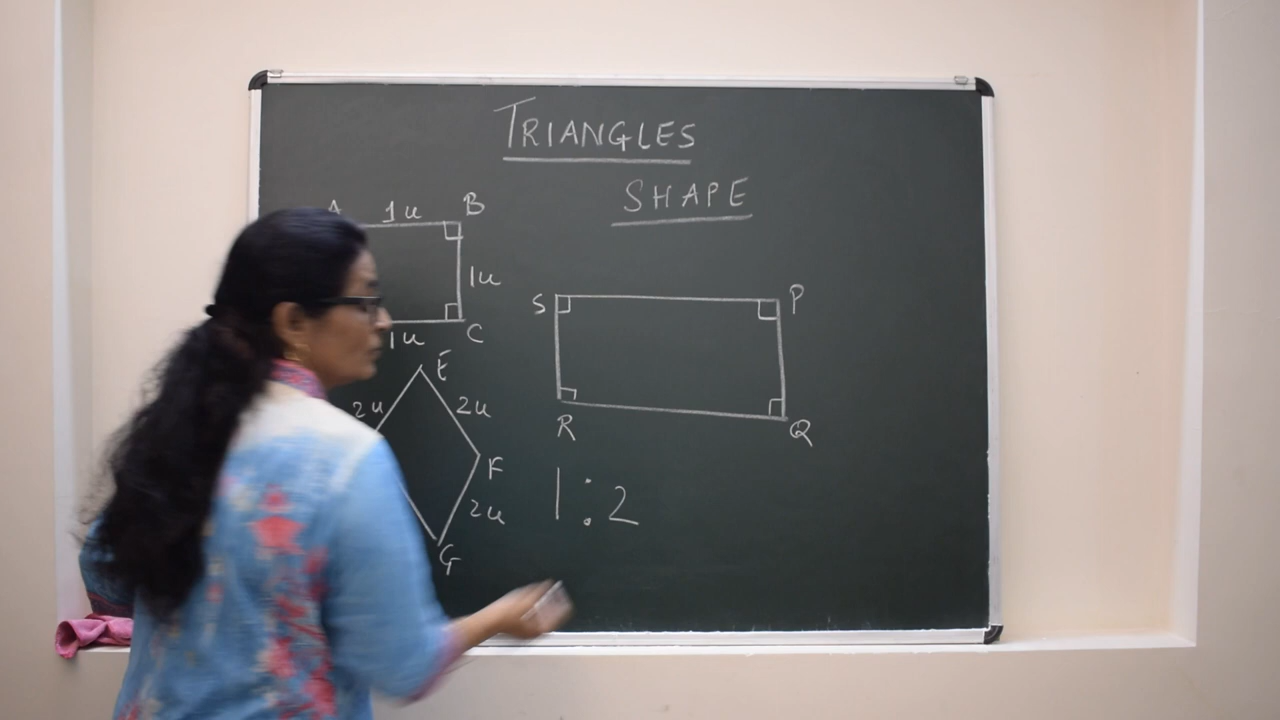 TRIANGLES
SHAPE
A 1u B
1u
1u C
S P
R Q
E
2u 2u
F
2u
G
1:2